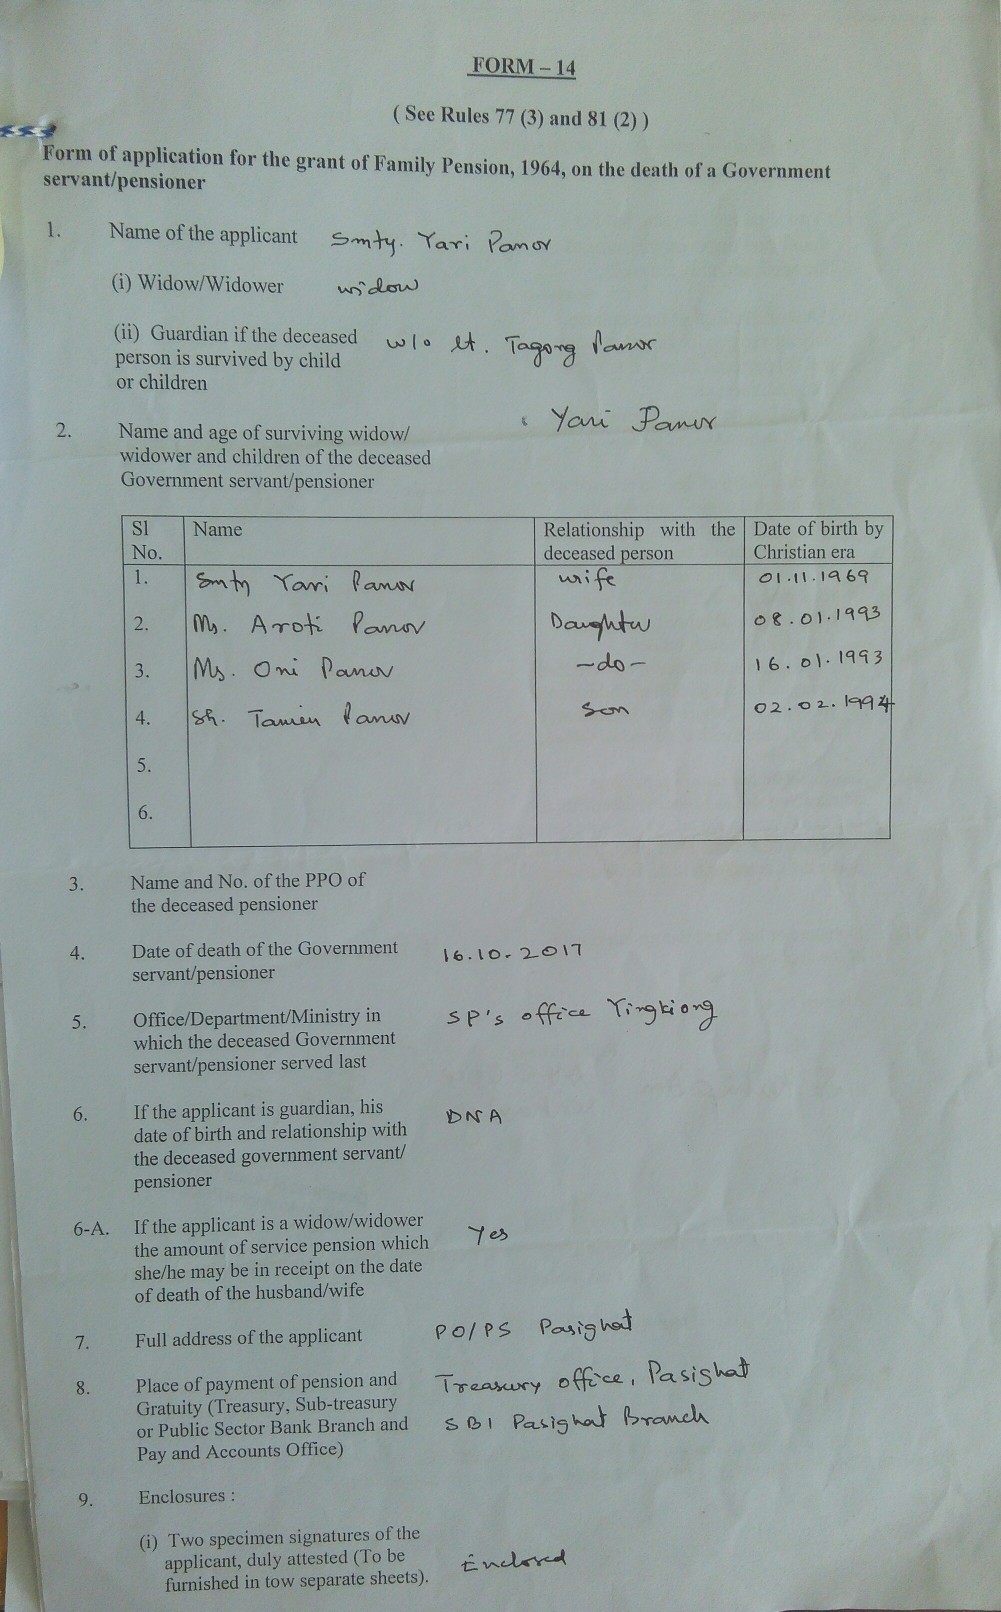 FORM – 14
( See Rules 77 (3) and 81 (2) )
Form of application for the grant of Family Pension, 1964, on the death of a Government
servant/pensioner
1. Name of the applicant Smty. Yari Panor
(i) Widow/Widower widow
(ii) Guardian if the deceased w/o lt. Tagong Panor
person is survived by child
or children
Yari Panor
2. Name and age of surviving widow/
widower and children of the deceased
Government servant/pensioner
Sl Name Relationship with the Date of birth by
No. deceased person Christian era
1. Smty Yari Panor wife 01.11.1969
2. Ms. Aroti Panor Daughter 08.01.1993
3. Ms. Oni Panor -do- 16.01.1993
4. Sh. Tamen Panor Son 02.02.1994
5.
6.
3. Name and No. of the PPO of
the deceased pensioner
4. Date of death of the Government 16.10.2017
servant/pensioner
5. Office/Department/Ministry in SP's office Yingkiong
which the deceased Government
servant/pensioner served last
6. If the applicant is guardian, his DNA
date of birth and relationship with
the deceased government servant/
pensioner
6-A. If the applicant is a widow/widower Yes
the amount of service pension which
she/he may be in receipt on the date
of death of the husband/wife
7. Full address of the applicant PO/PS Pasighat
8. Place of payment of pension and Treasury office, Pasighat
Gratuity (Treasury, Sub-treasury
or Public Sector Bank Branch and SBI Pasighat Branch
Pay and Accounts Office)
9. Enclosures :
(i) Two specimen signatures of the
applicant, duly attested (To be Enclosed
furnished in tow separate sheets).